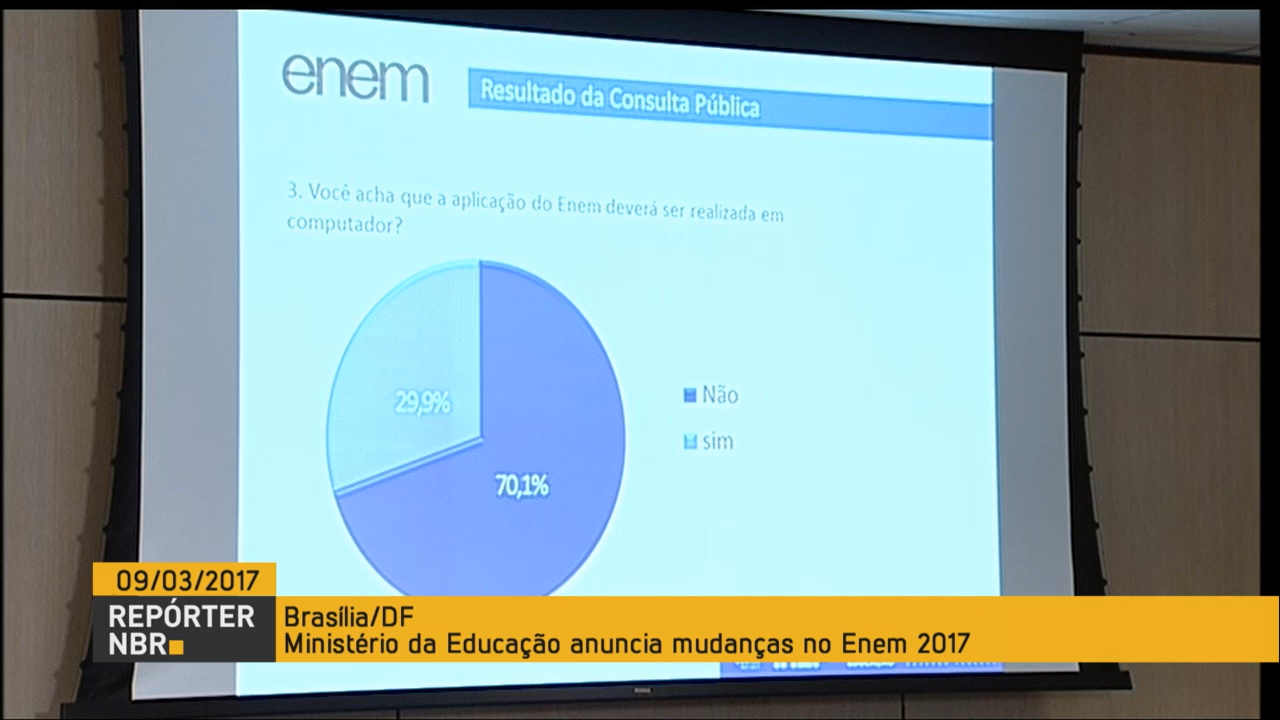 enem
Resultado da Consulta Pública
3. Você acha que a aplicação do Enem deverá ser realizada em
computador?
29,9%
70,1%
Não
sim
09/03/2017
REPÓRTER
NBR
Brasília/DF
Ministério da Educação anuncia mudanças no Enem 2017